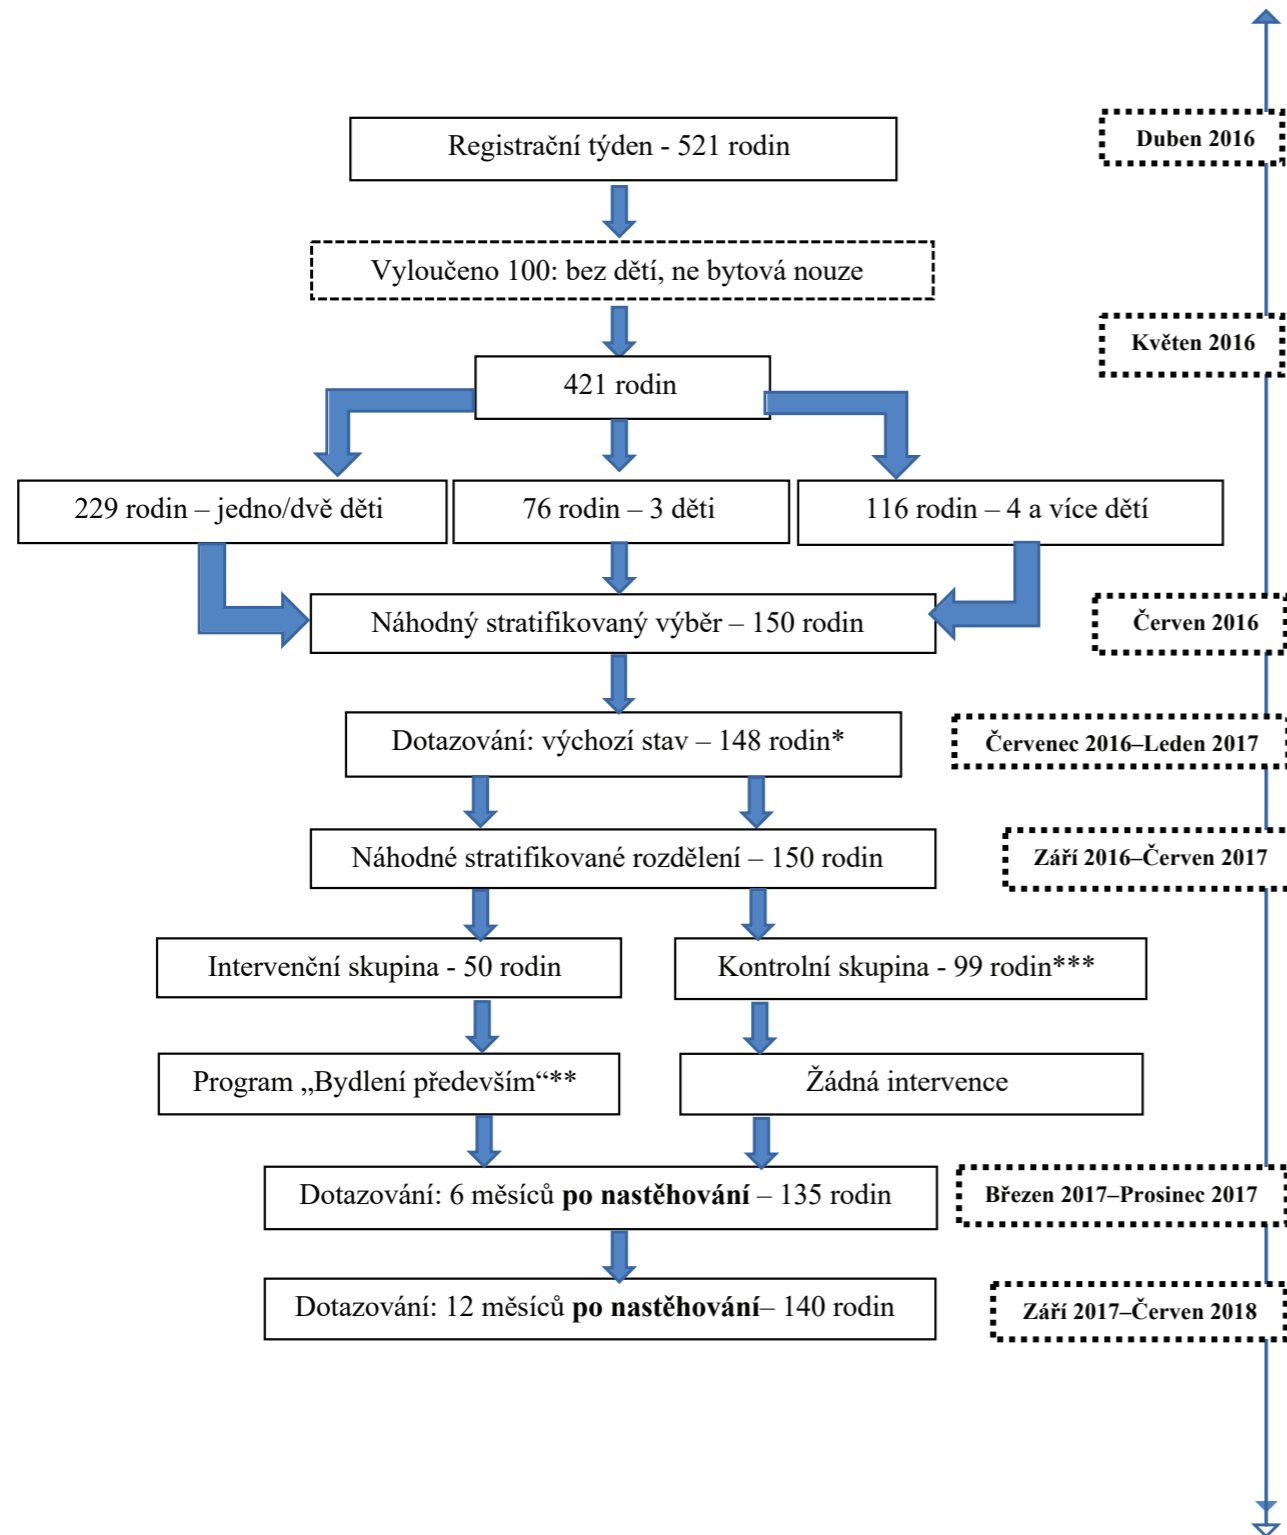 Registrační týden - 521 rodin
Duben 2016
Vyloučeno 100: bez dětí, ne bytová nouze
Květen 2016
421 rodin
229 rodin – jedno/dvě děti
76 rodin – 3 děti
116 rodin – 4 a více dětí
Náhodný stratifikovaný výběr – 150 rodin
Červen 2016
Dotazování: výchozí stav – 148 rodin*
Červenec 2016–Leden 2017
Náhodné stratifikované rozdělení – 150 rodin
Září 2016–Červen 2017
Intervenční skupina - 50 rodin
Kontrolní skupina - 99 rodin***
Program „Bydlení především“**
Žádná intervence
Dotazování: 6 měsíců po nastěhování – 135 rodin
Březen 2017–Prosinec 2017
Dotazování: 12 měsíců po nastěhování– 140 rodin
Září 2017–Červen 2018